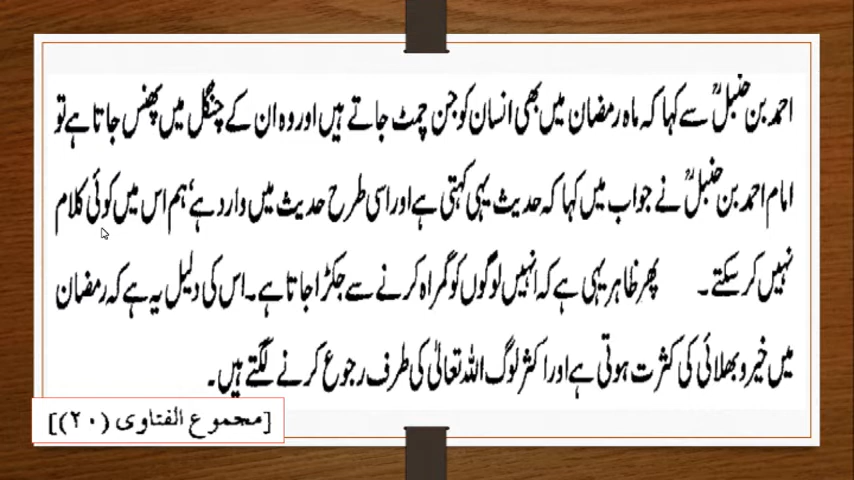 احمد بن حنبلؒ سے کہا کہ ماہ رمضان میں بھی انسان کو جن چمٹ جاتے ہیں اور وہ ان کے چنگل میں پھنس جاتا ہے تو
امام احمد بن حنبلؒ نے جواب میں کہا کہ حدیث یہی کہتی ہے اور اسی طرح حدیث میں وارد ہے‘ ہم اس میں کوئی کلام
نہیں کر سکتے۔ پھر ظاہر یہی ہے کہ انہیں لوگوں کو گمراہ کرنے سے جکڑا جاتا ہے۔ اس کی دلیل یہ ہے کہ رمضان
میں خیر و بھلائی کی کثرت ہوتی ہے اور اکثر لوگ اللہ تعالیٰ کی طرف رجوع کرنے لگتے ہیں۔
[مجموع الفتاوى (٢٠)]